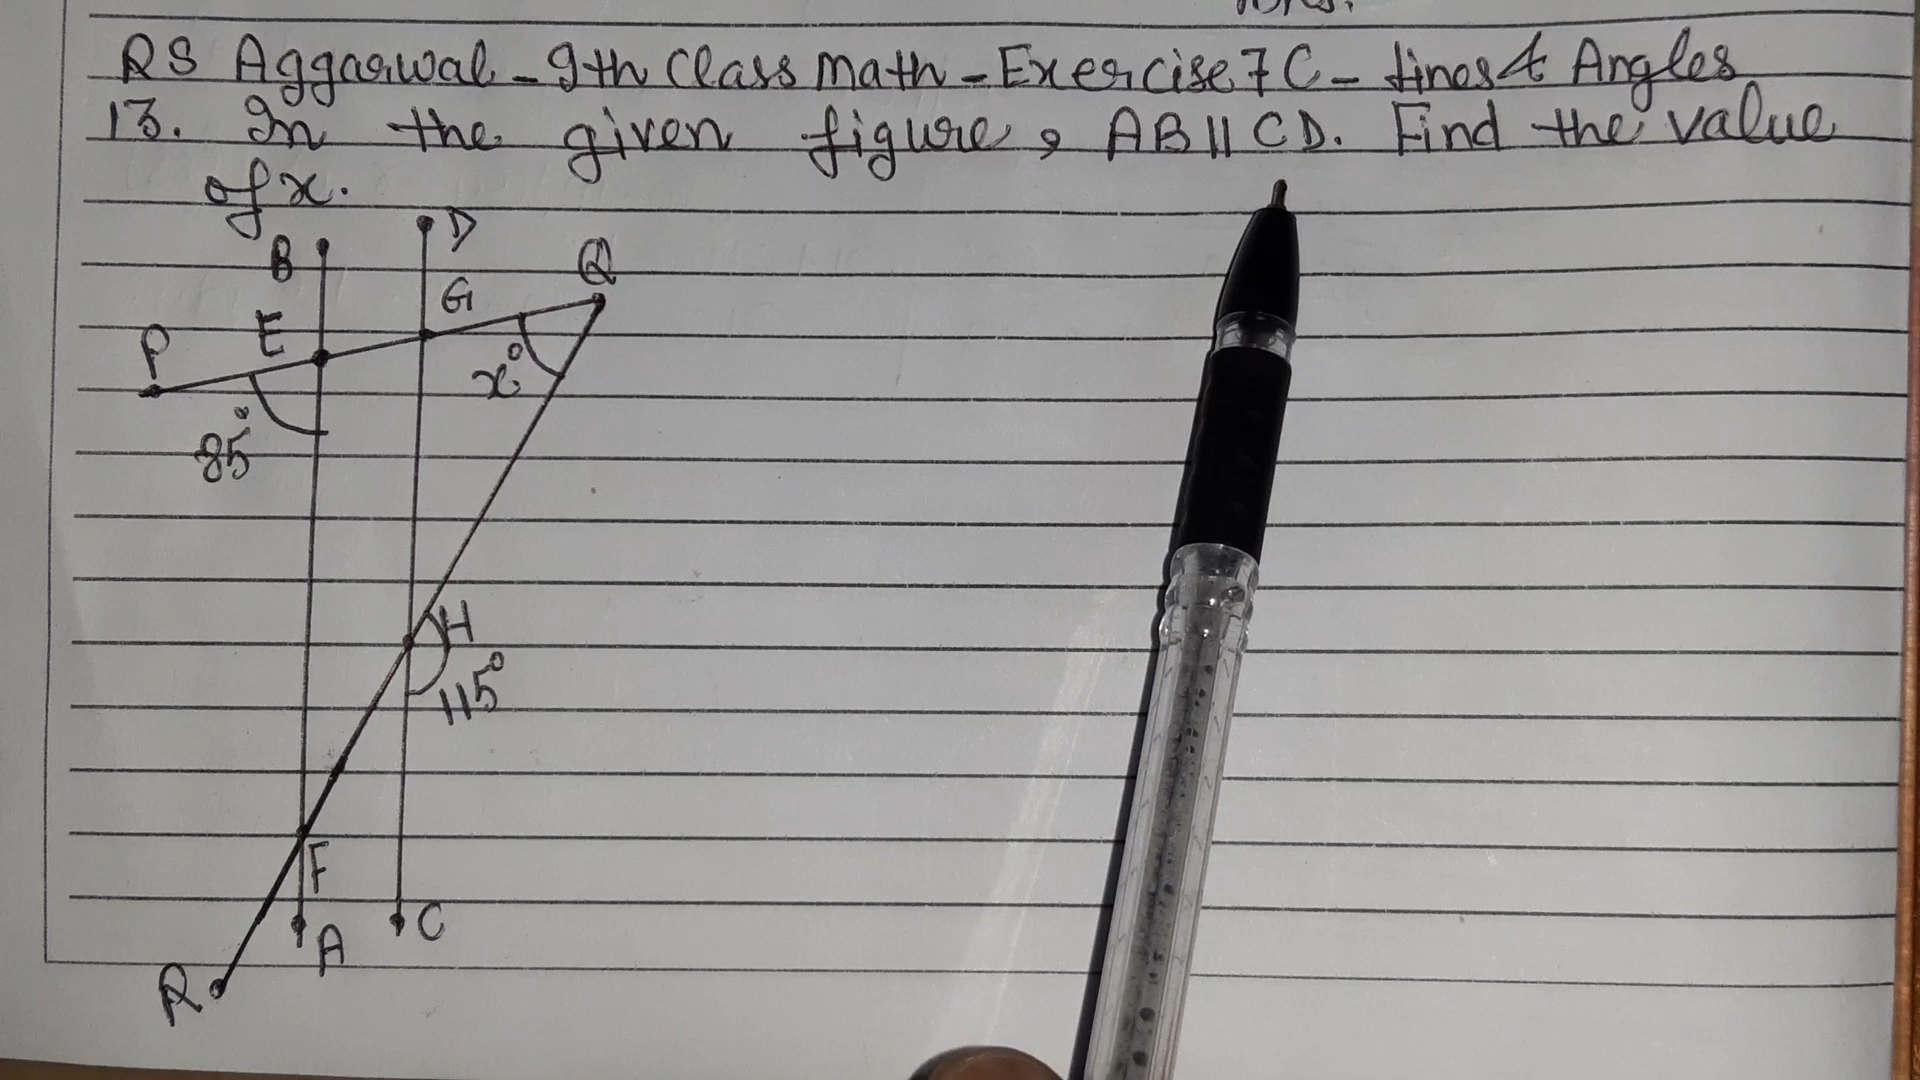 RS Aggarwal - 9th Class Math - Exercise 7C - Lines & Angles
13. In the given figure, AB || CD. Find the value
of x.
D
B
Q
G
E
P
x°
85°
H
115°
F
C
A
R